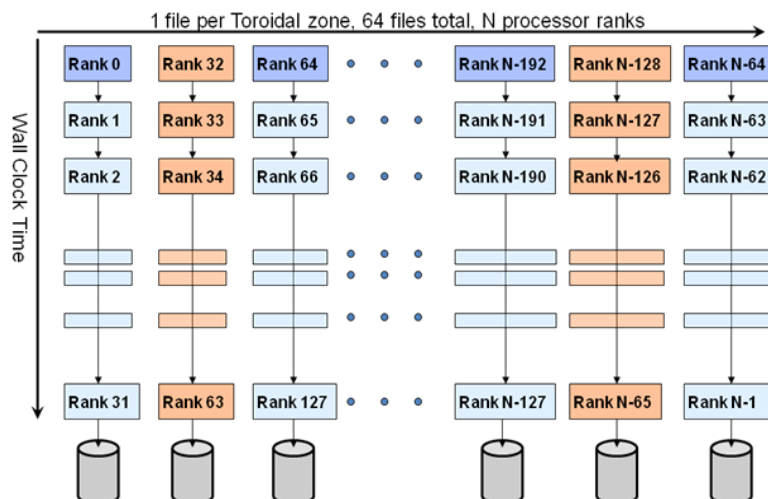 1 file per Toroidal zone, 64 files total, N processor ranks
Wall Clock Time
Rank 0 Rank 32 Rank 64 Rank N-192 Rank N-128 Rank N-64
Rank 1 Rank 33 Rank 65 Rank N-191 Rank N-127 Rank N-63
Rank 2 Rank 34 Rank 66 Rank N-190 Rank N-126 Rank N-62
Rank 31 Rank 63 Rank 127 Rank N-127 Rank N-65 Rank N-1